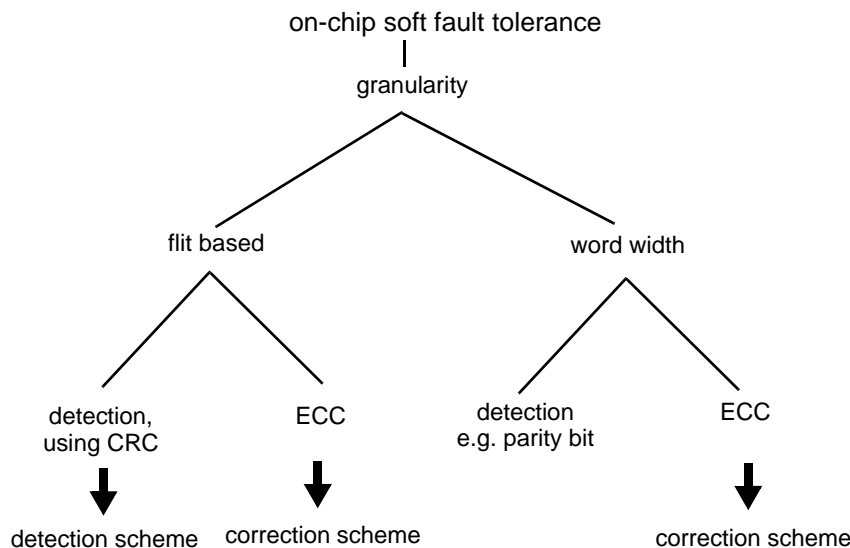 on-chip soft fault tolerance
granularity
flit based
word width
detection,
using CRC
ECC
detection
e.g. parity bit
ECC
detection scheme
correction scheme
correction scheme